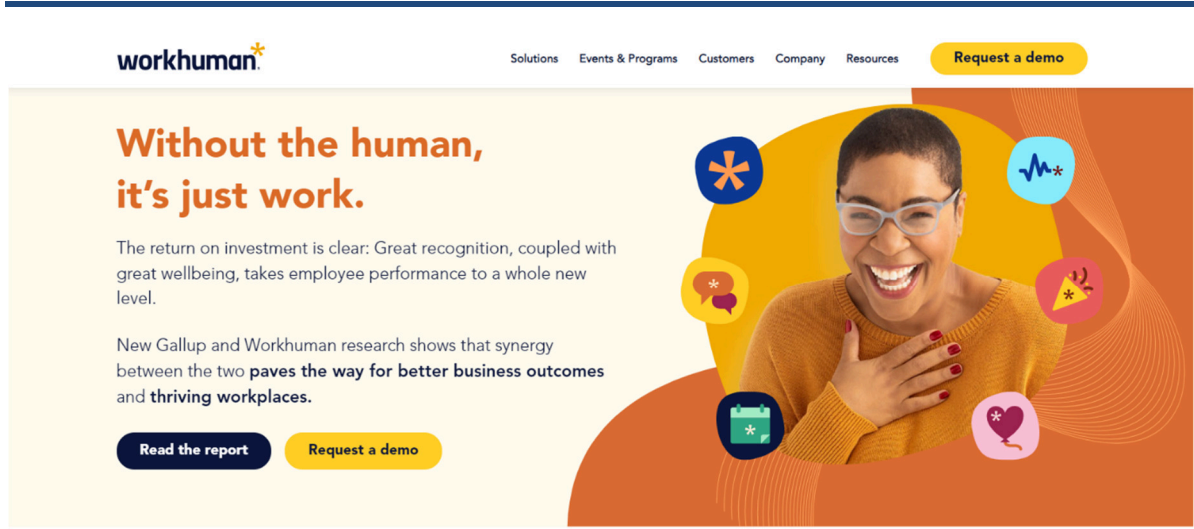 workhuman*
Solutions Events & Programs Customers Company Resources Request a demo
Without the human,
it's just work.
The return on investment is clear: Great recognition, coupled with
great wellbeing, takes employee performance to a whole new
level.
New Gallup and Workhuman research shows that synergy
between the two paves the way for better business outcomes
and thriving workplaces.
Read the report Request a demo